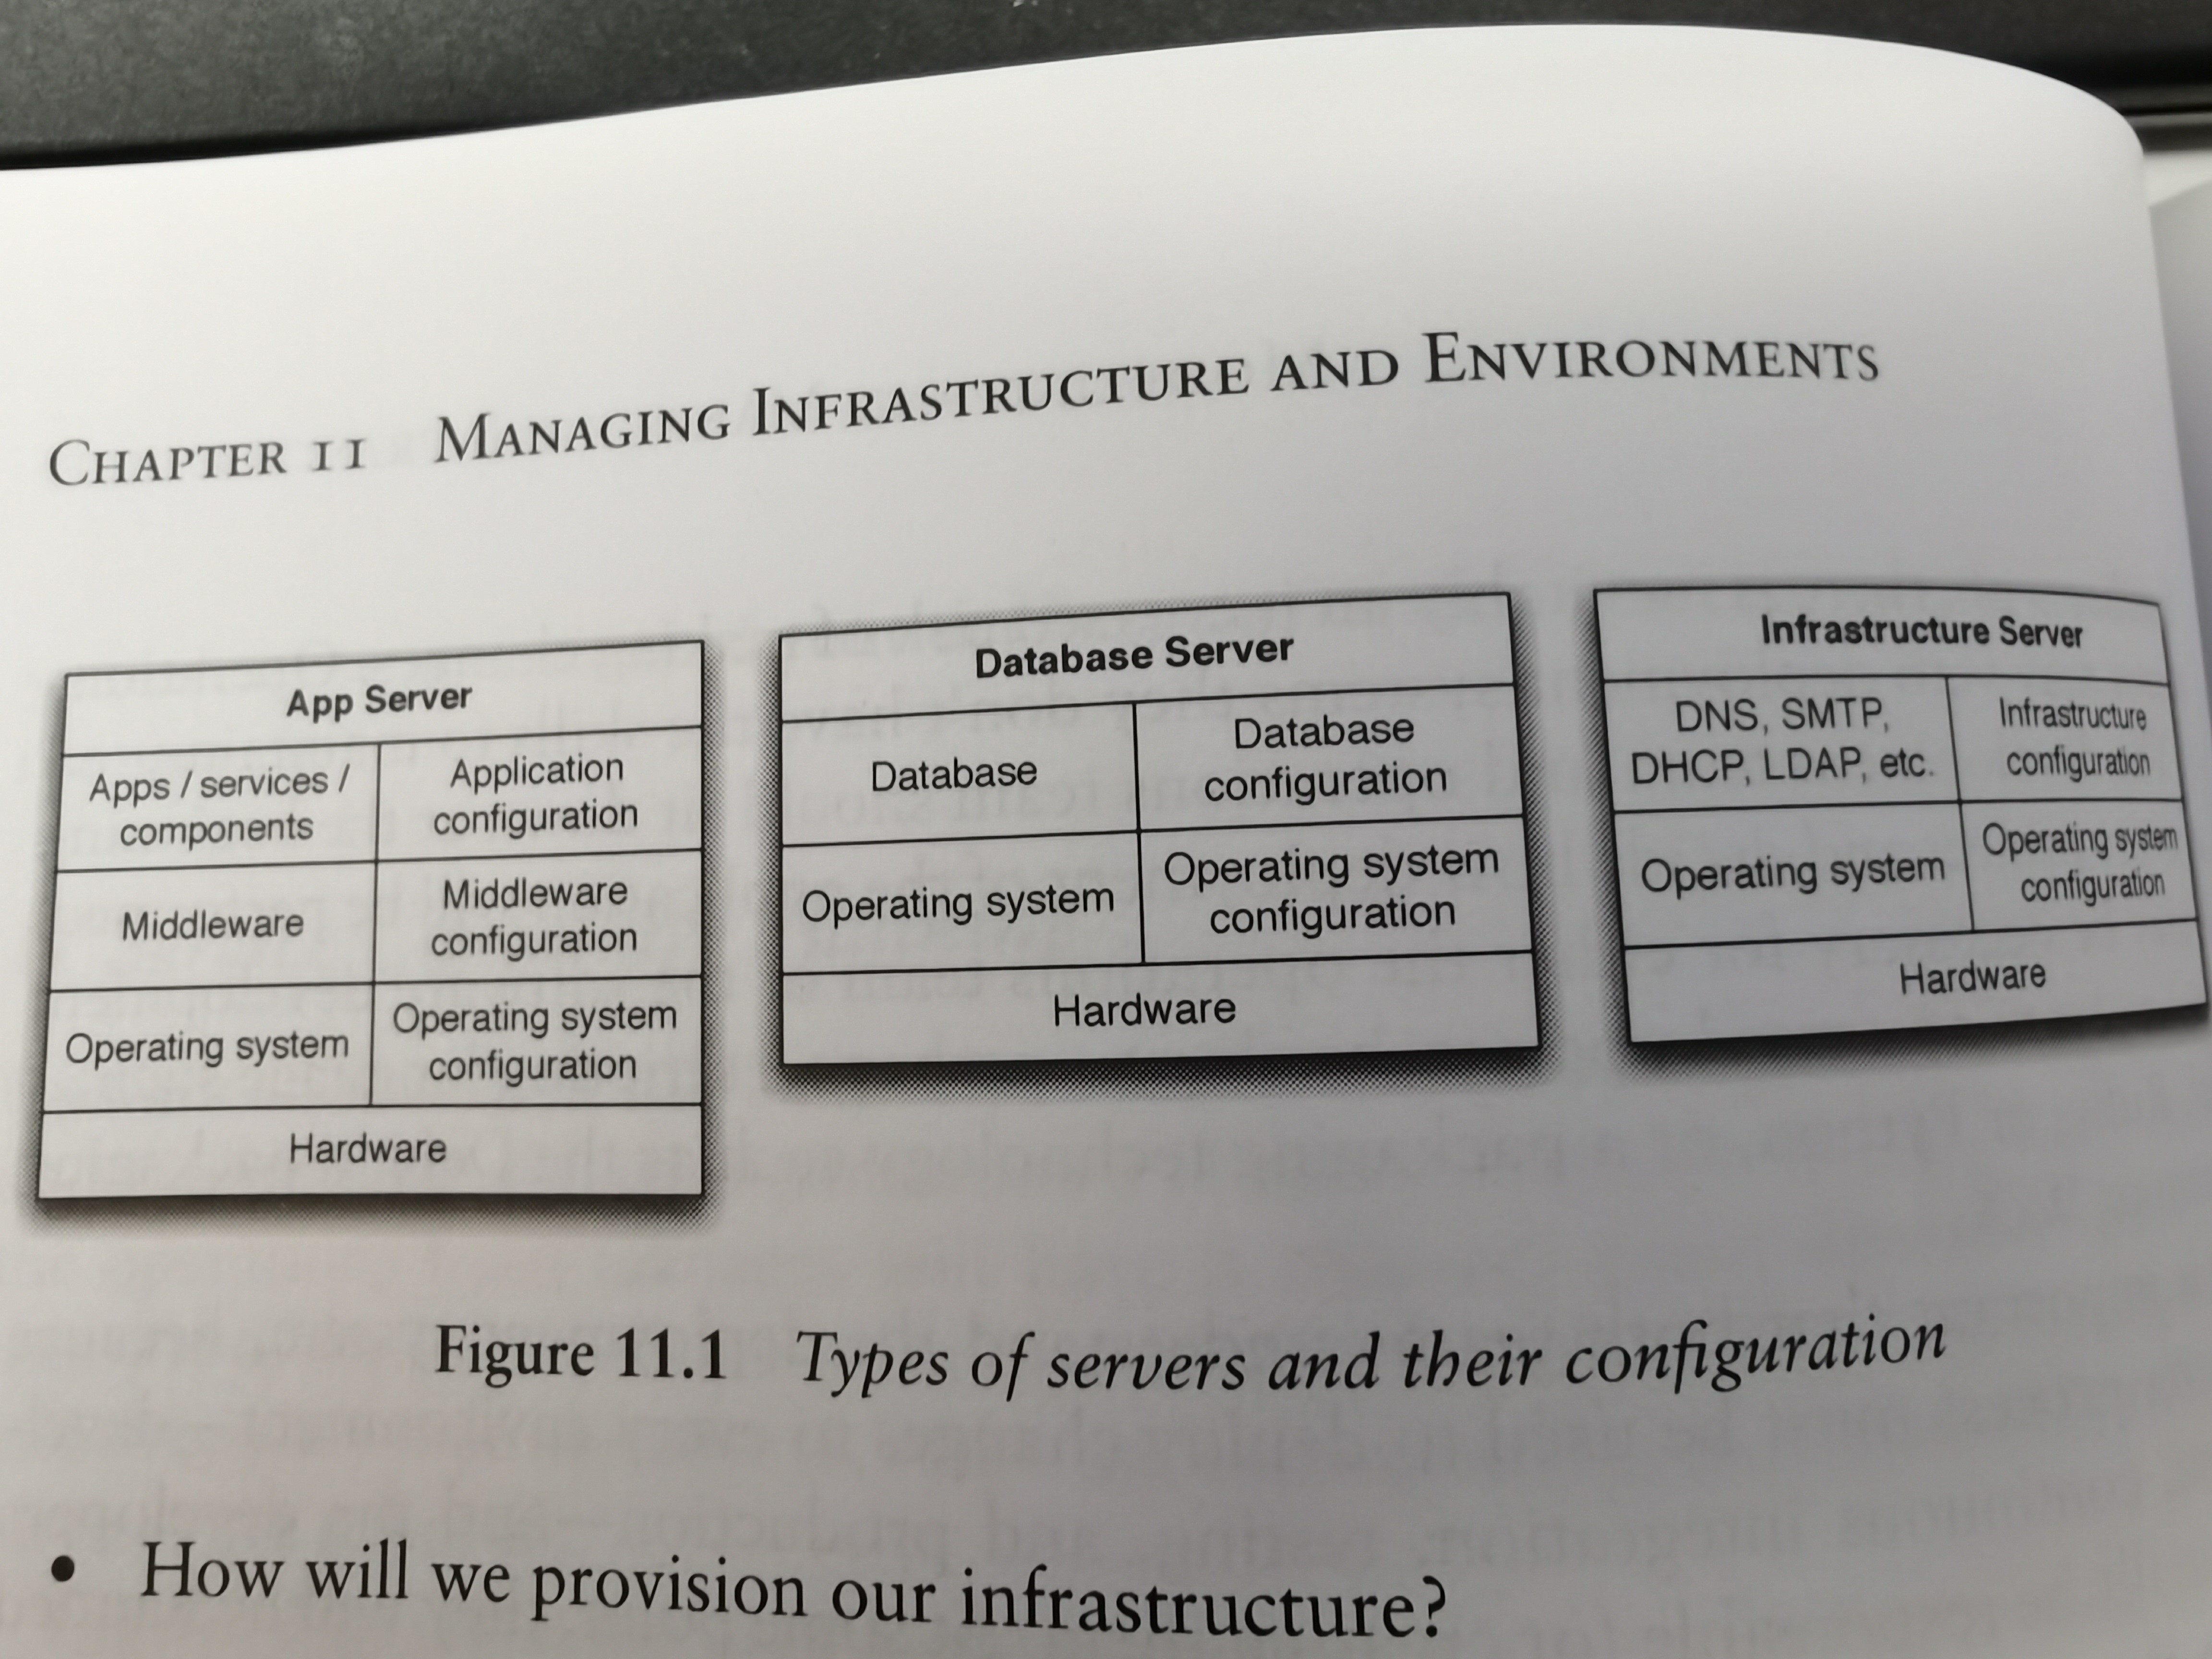 CHAPTER 11 MANAGING INFRASTRUCTURE AND ENVIRONMENTS
App Server
Apps / services /
components
Application
configuration
Middleware
Middleware
configuration
Operating system
Operating system
configuration
Hardware
Database Server
Database
Database
configuration
Operating system
Operating system
configuration
Hardware
Infrastructure Server
DNS, SMTP,
DHCP, LDAP, etc.
Infrastructure
configuration
Operating system
Operating system
configuration
Hardware
Figure 11.1 Types of servers and their configuration
• How will we provision our infrastructure?